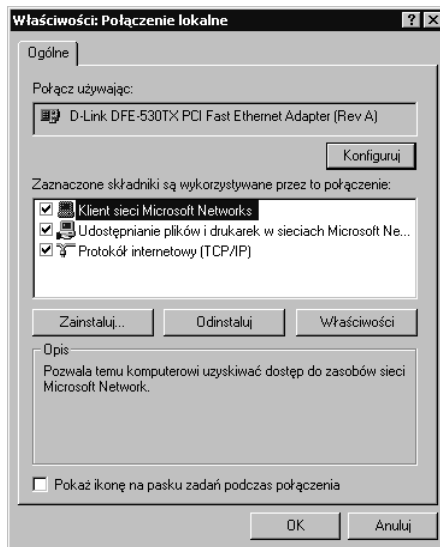 Właściwości: Połączenie lokalne
Ogólne
Połącz używając:
D-Link DFE-530TX PCI Fast Ethernet Adapter (Rev A)
Konfiguruj
Zaznaczone składniki są wykorzystywane przez to połączenie:
Klient sieci Microsoft Networks
Udostępnianie plików i drukarek w sieciach Microsoft Ne...
Protokół internetowy (TCP/IP)
Zainstaluj... Odinstaluj Właściwości
Opis
Pozwala temu komputerowi uzyskiwać dostęp do zasobów sieci
Microsoft Network.
Pokaż ikonę na pasku zadań podczas połączenia
OK Anuluj